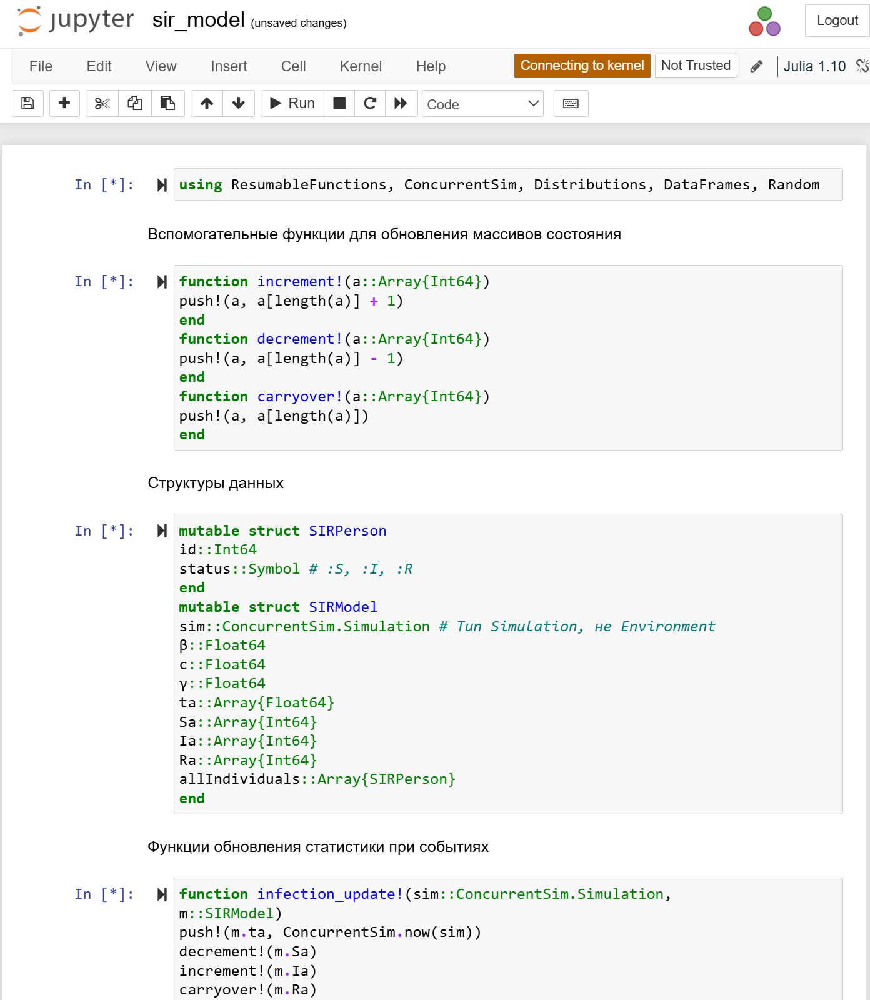 jupyter sir_model (unsaved changes)
Logout
File Edit View Insert Cell Kernel Help Connecting to kernel Not Trusted Julia 1.10
Run Code
In [*]: using ResumableFunctions, ConcurrentSim, Distributions, DataFrames, Random
Вспомогательные функции для обновления массивов состояния
In [*]: function increment!(a::Array{Int64})
push!(a, a[length(a)] + 1)
end
function decrement!(a::Array{Int64})
push!(a, a[length(a)] - 1)
end
function carryover!(a::Array{Int64})
push!(a, a[length(a)])
end
Структуры данных
In [*]: mutable struct SIRPerson
id::Int64
status::Symbol # :S, :I, :R
end
mutable struct SIRModel
sim::ConcurrentSim.Simulation # Тип Simulation, не Environment
β::Float64
c::Float64
γ::Float64
ta::Array{Float64}
Sa::Array{Int64}
Ia::Array{Int64}
Ra::Array{Int64}
allIndividuals::Array{SIRPerson}
end
Функции обновления статистики при событиях
In [*]: function infection_update!(sim::ConcurrentSim.Simulation,
m::SIRModel)
push!(m.ta, ConcurrentSim.now(sim))
decrement!(m.Sa)
increment!(m.Ia)
carryover!(m.Ra)